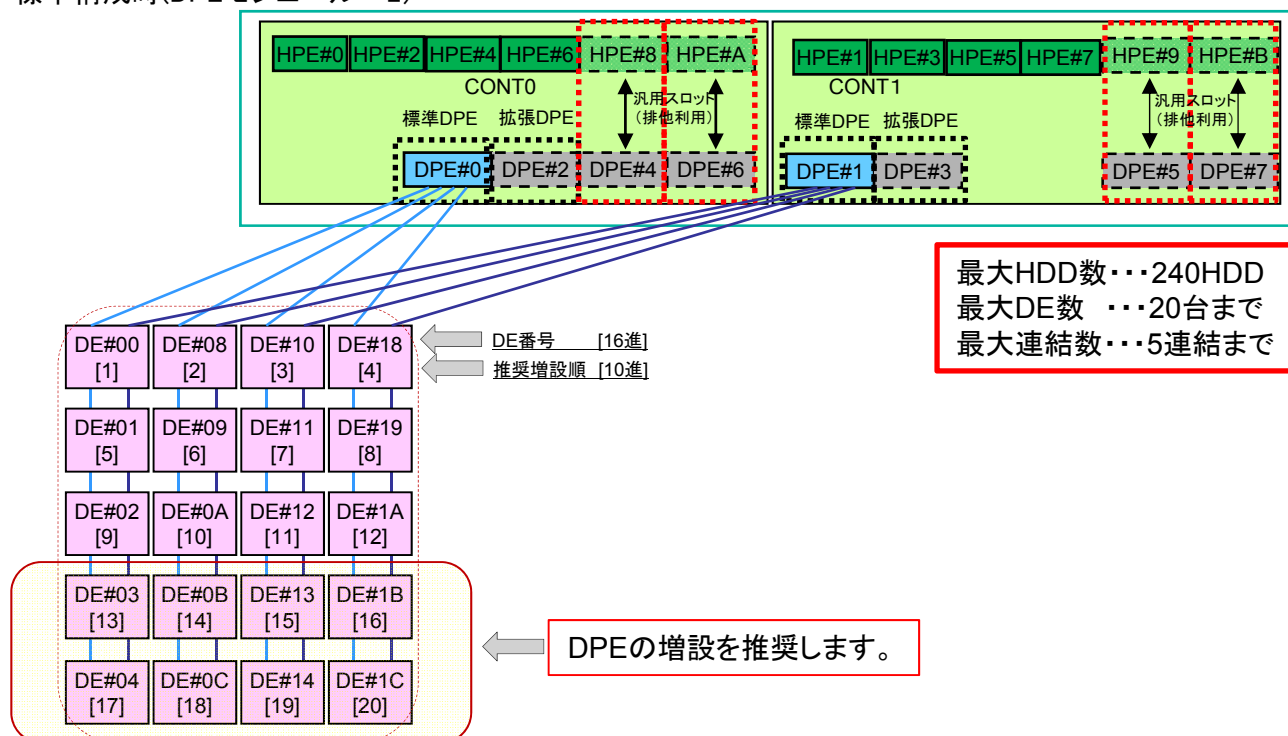 HPE#0 HPE#2 HPE#4 HPE#6 HPE#8 HPE#A
CONT0
汎用スロット
(排他利用)
標準DPE 拡張DPE
DPE#0 DPE#2 DPE#4 DPE#6
HPE#1 HPE#3 HPE#5 HPE#7 HPE#9 HPE#B
CONT1
汎用スロット
(排他利用)
標準DPE 拡張DPE
DPE#1 DPE#3 DPE#5 DPE#7
最大HDD数・・・240HDD
最大DE数 ・・・20台まで
最大連結数・・・5連結まで
DE#00 DE#08 DE#10 DE#18
[1] [2] [3] [4]
DE番号 [16進]
推奨増設順 [10進]
DE#01 DE#09 DE#11 DE#19
[5] [6] [7] [8]
DE#02 DE#0A DE#12 DE#1A
[9] [10] [11] [12]
DE#03 DE#0B DE#13 DE#1B
[13] [14] [15] [16]
DPEの増設を推奨します。
DE#04 DE#0C DE#14 DE#1C
[17] [18] [19] [20]